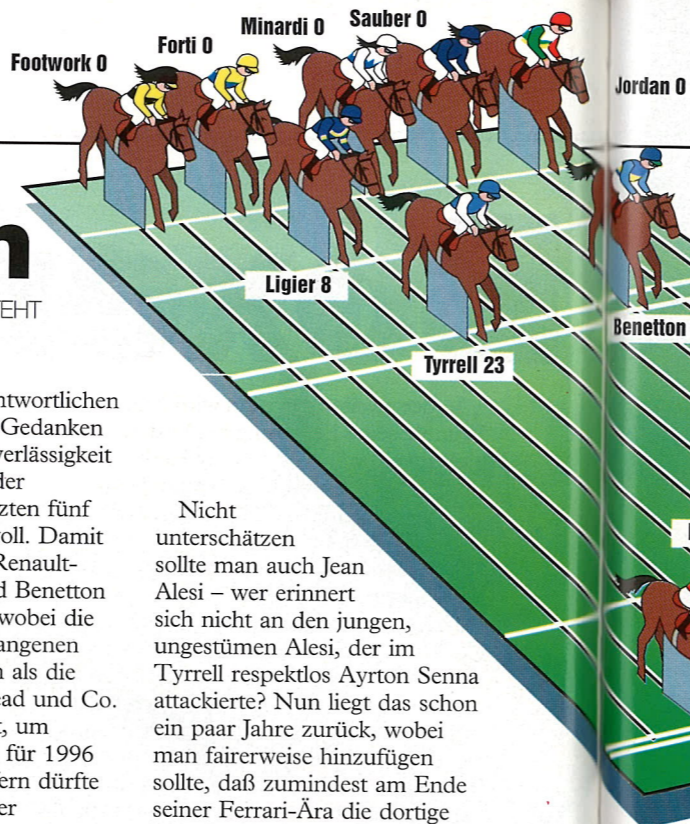 Footwork 0
Forti 0
Minardi 0
Sauber 0
Jordan 0
Ligier 8
Tyrrell 23
Benetton
n
EHT
ntwortlichen
Gedanken
verlässigkeit
der
zten fünf
voll. Damit
Renault-
d Benetton
wobei die
angenen
n als die
ead und Co.
t, um
für 1996
ern dürfte
er
Nicht
unterschätzen
sollte man auch Jean
Alesi – wer erinnert
sich nicht an den jungen,
ungestümen Alesi, der im
Tyrrell respektlos Ayrton Senna
attackierte? Nun liegt das schon
ein paar Jahre zurück, wobei
man fairerweise hinzufügen
sollte, daß zumindest am Ende
seiner Ferrari-Ära die dortige